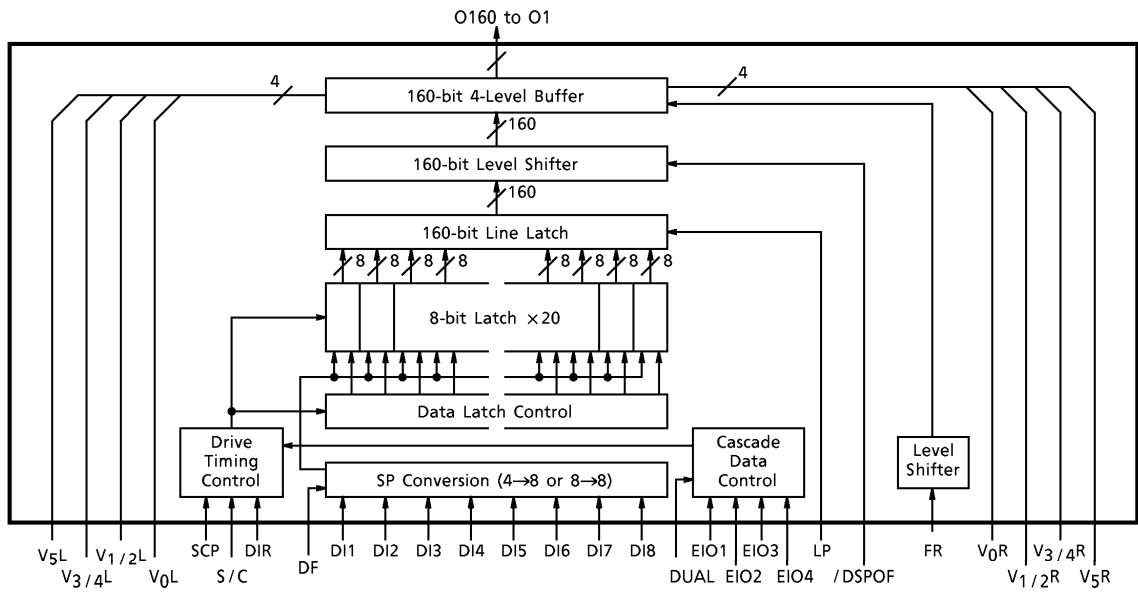 O160 to O1
4
160-bit 4-Level Buffer
4
160
160-bit Level Shifter
160
160-bit Line Latch
8 8 8 8 8 8 8 8
8-bit Latch ×20
Data Latch Control
Drive
Timing
Control
SP Conversion (4→8 or 8→8)
Cascade
Data
Control
Level
Shifter
V5L
V3/4L
V1/2L
V0L
SCP
S/C
DIR
DF
DI1
DI2
DI3
DI4
DI5
DI6
DI7
DI8
DUAL
EIO1
EIO2
EIO3
EIO4
LP
/DSPOF
FR
V0R
V1/2R
V3/4R
V5R